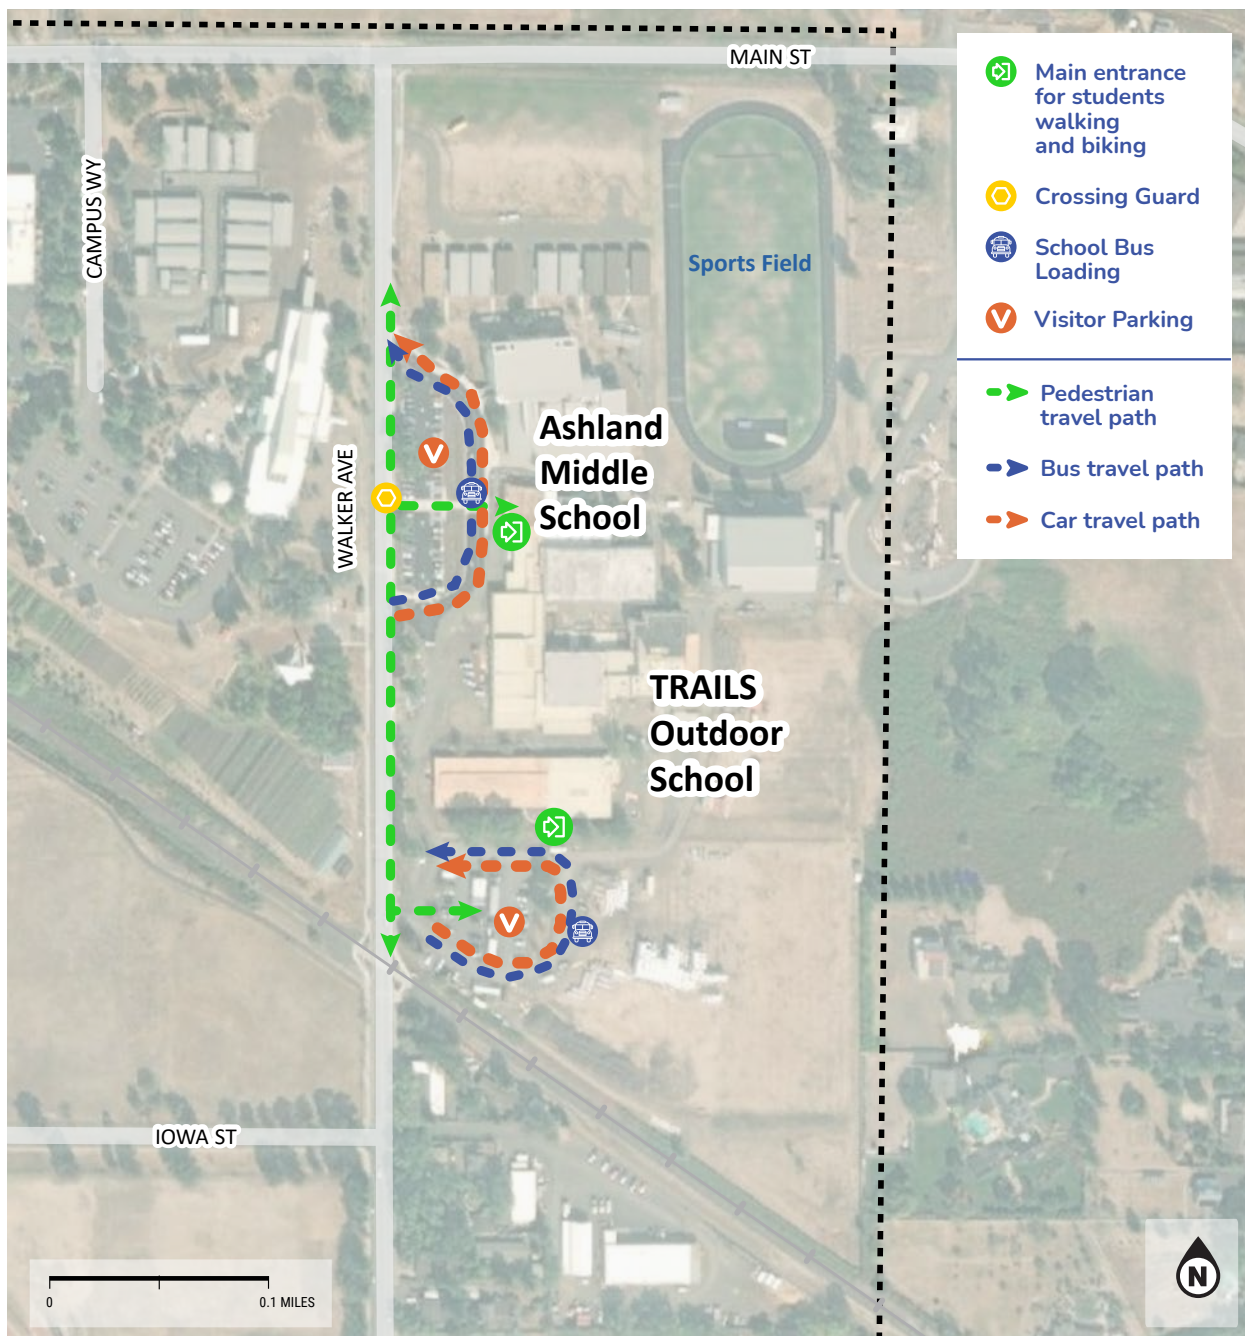 MAIN ST
CAMPUS WY
Sports Field
WALKER AVE
Ashland
Middle
School
TRAILS
Outdoor
School
IOWA ST
0
0.1 MILES
Main entrance
for students
walking
and biking
Crossing Guard
School Bus
Loading
V
Visitor Parking
Pedestrian
travel path
Bus travel path
Car travel path
V
V
N